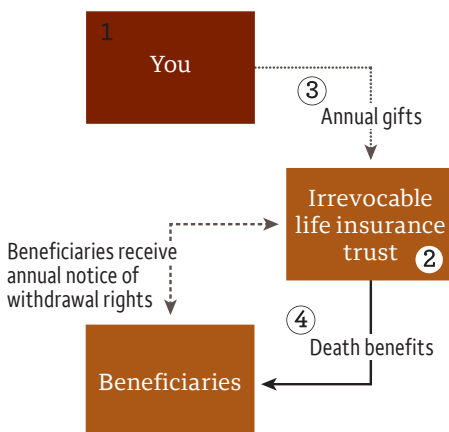 1
You
3
Annual gifts
Irrevocable
life insurance
trust
2
Beneficiaries receive
annual notice of
withdrawal rights
4
Death benefits
Beneficiaries